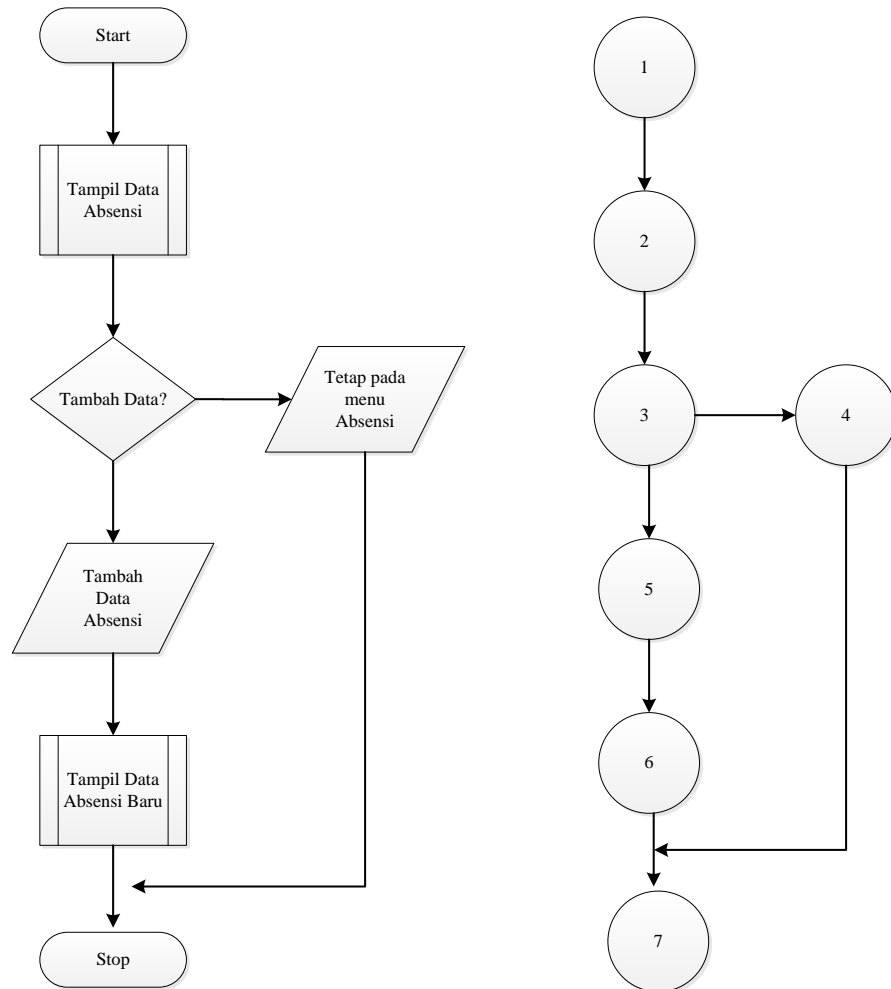 Start
Tampil Data
Absensi
Tambah Data?
Tetap pada
menu
Absensi
Tambah
Data
Absensi
Tampil Data
Absensi Baru
Stop
1
2
3
4
5
6
7